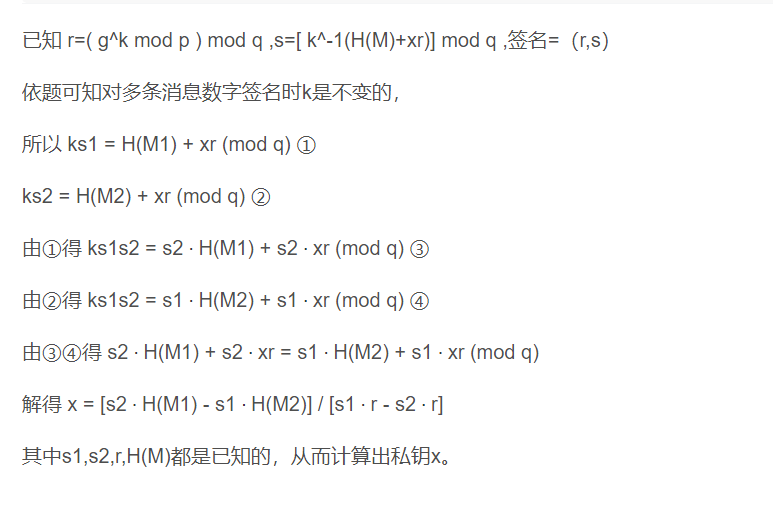 已知 r=( g^k mod p ) mod q ,s=[ k^-1(H(M)+xr)] mod q ,签名=（r,s）
依题可知对多条消息数字签名时k是不变的，
所以 ks1 = H(M1) + xr (mod q) ①
ks2 = H(M2) + xr (mod q) ②
由①得 ks1s2 = s2 · H(M1) + s2 · xr (mod q) ③
由②得 ks1s2 = s1 · H(M2) + s1 · xr (mod q) ④
由③④得 s2 · H(M1) + s2 · xr = s1 · H(M2) + s1 · xr (mod q)
解得 x = [s2 · H(M1) - s1 · H(M2)] / [s1 · r - s2 · r]
其中s1,s2,r,H(M)都是已知的，从而计算出私钥x。